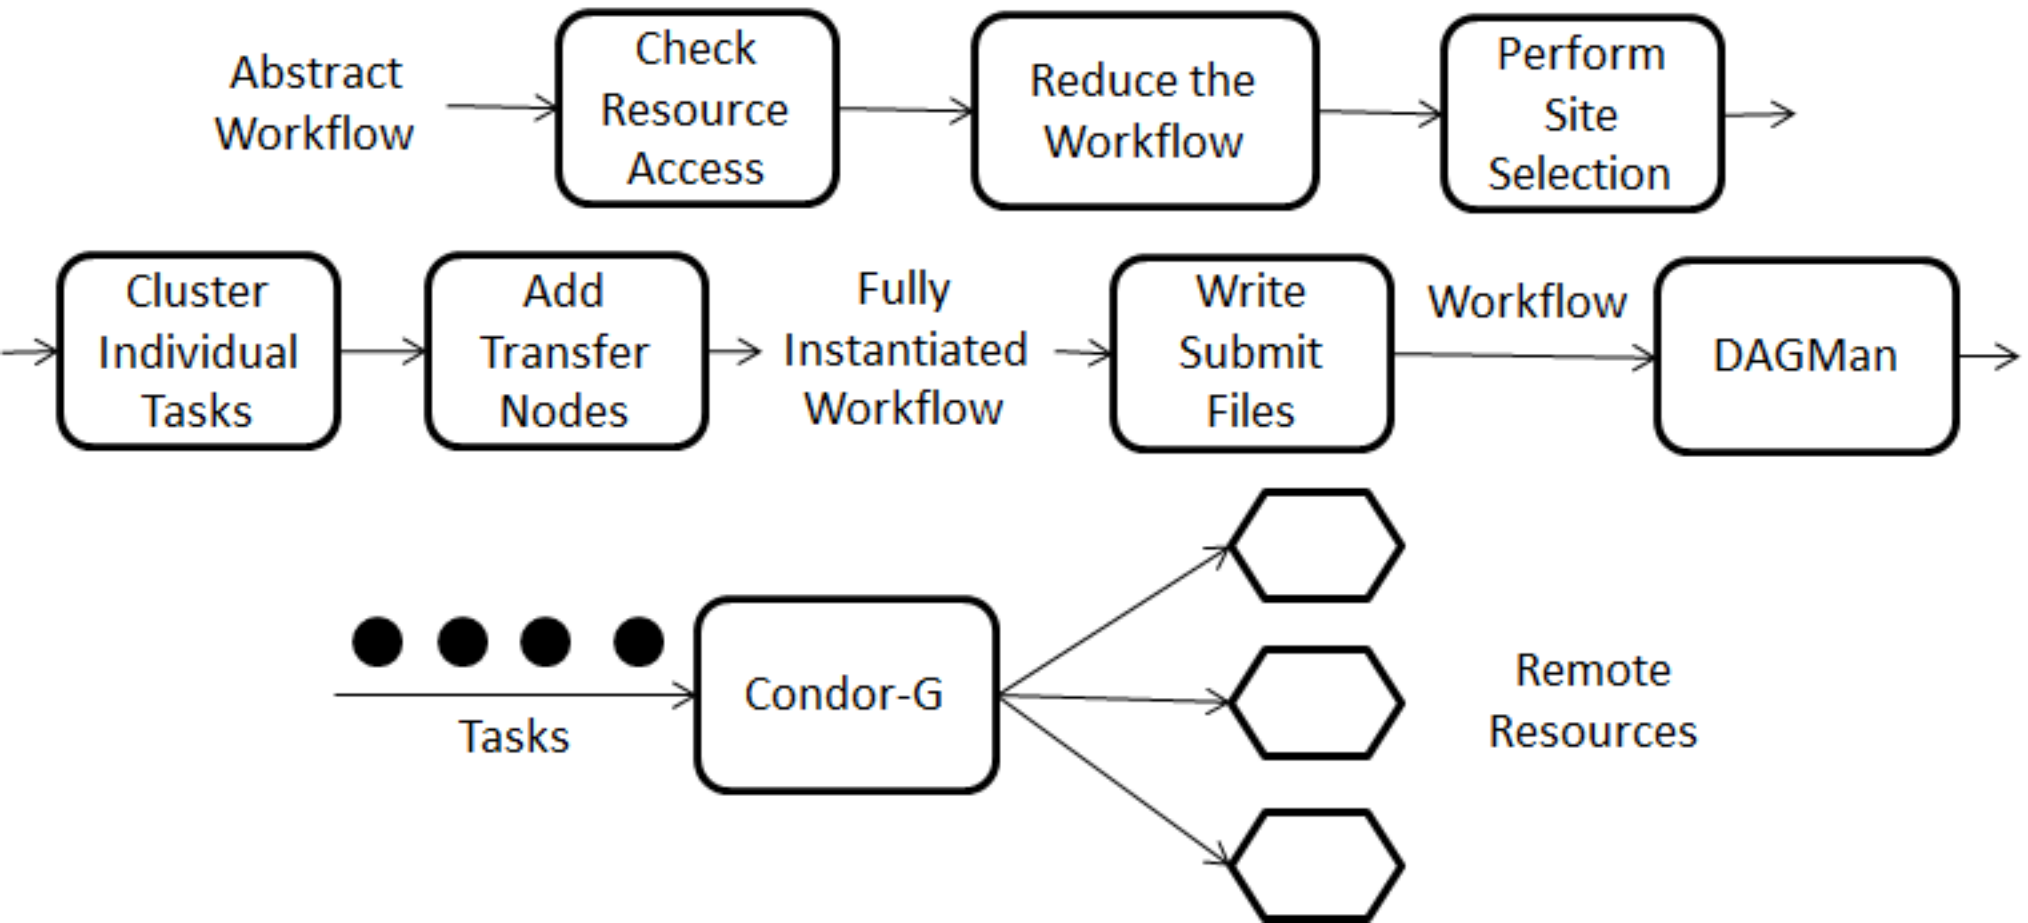 Abstract
Workflow
Check
Resource
Access
Reduce the
Workflow
Perform
Site
Selection
Cluster
Individual
Tasks
Add
Transfer
Nodes
Fully
Instantiated
Workflow
Write
Submit
Files
Workflow
DAGMan
Tasks
Condor-G
Remote
Resources